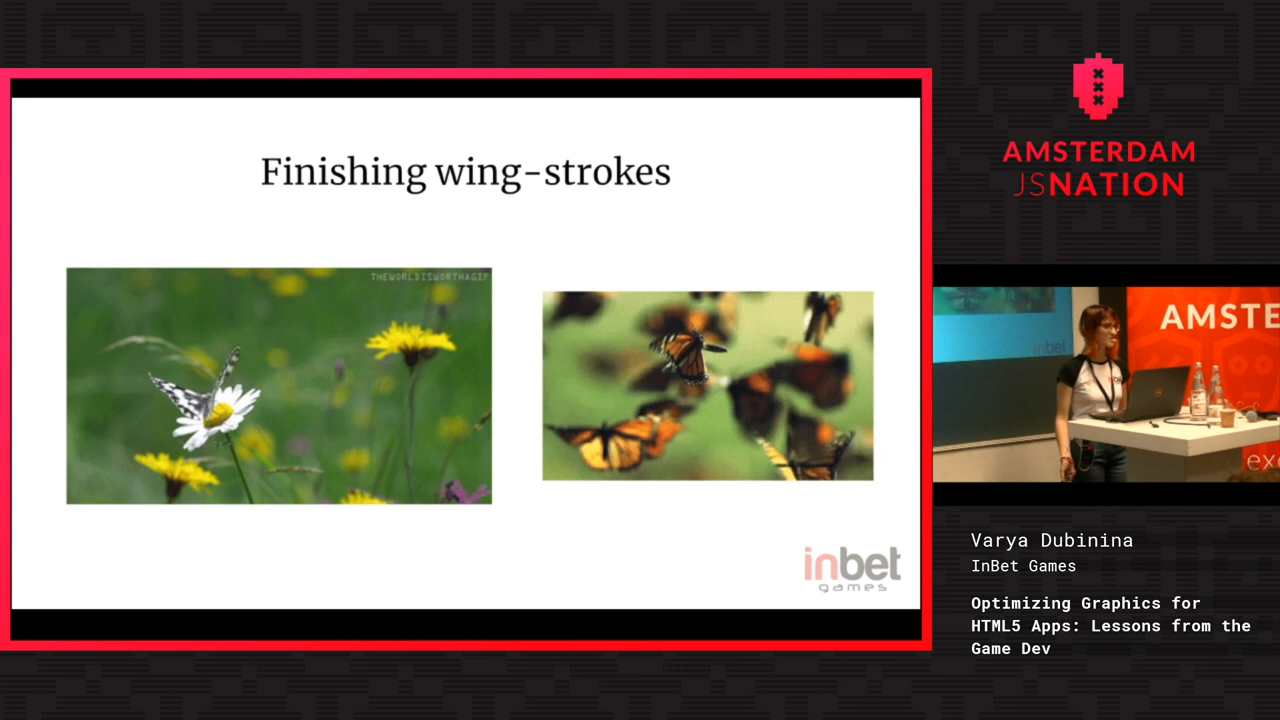 Finishing wing-strokes
THEWORLDISWORTHAGIF
inbet
games
AMSTERDAM
JSNATION
inbet
AMSTE
exe
Varya Dubinina
InBet Games
Optimizing Graphics for
HTML5 Apps: Lessons from the
Game Dev